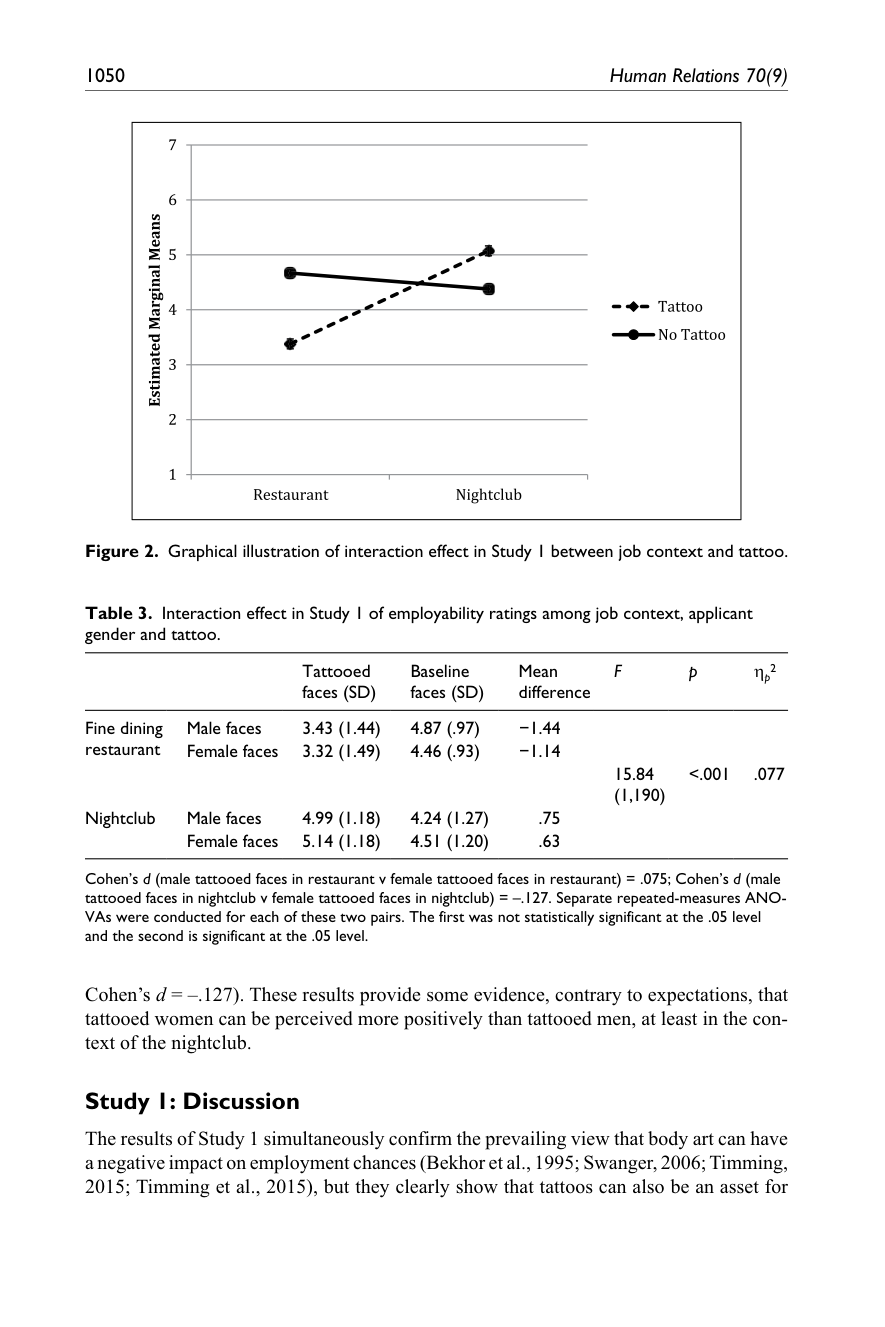 1050
Human Relations 70(9)
7
6
5
4
3
2
1
Estimated Marginal Means
Restaurant
Nightclub
Tattoo
No Tattoo
Figure 2. Graphical illustration of interaction effect in Study 1 between job context and tattoo.
Table 3. Interaction effect in Study 1 of employability ratings among job context, applicant
gender and tattoo.
Tattooed faces (SD) Baseline faces (SD) Mean difference F p ηp²
Fine dining restaurant Male faces 3.43 (1.44) 4.87 (.97) −1.44
Female faces 3.32 (1.49) 4.46 (.93) −1.14
15.84 (1,190) <.001 .077
Nightclub Male faces 4.99 (1.18) 4.24 (1.27) .75
Female faces 5.14 (1.18) 4.51 (1.20) .63
Cohen's d (male tattooed faces in restaurant v female tattooed faces in restaurant) = .075; Cohen's d (male
tattooed faces in nightclub v female tattooed faces in nightclub) = –.127. Separate repeated-measures ANO-
VAs were conducted for each of these two pairs. The first was not statistically significant at the .05 level
and the second is significant at the .05 level.
Cohen's d = –.127). These results provide some evidence, contrary to expectations, that
tattooed women can be perceived more positively than tattooed men, at least in the con-
text of the nightclub.
Study 1: Discussion
The results of Study 1 simultaneously confirm the prevailing view that body art can have
a negative impact on employment chances (Bekhor et al., 1995; Swanger, 2006; Timming,
2015; Timming et al., 2015), but they clearly show that tattoos can also be an asset for